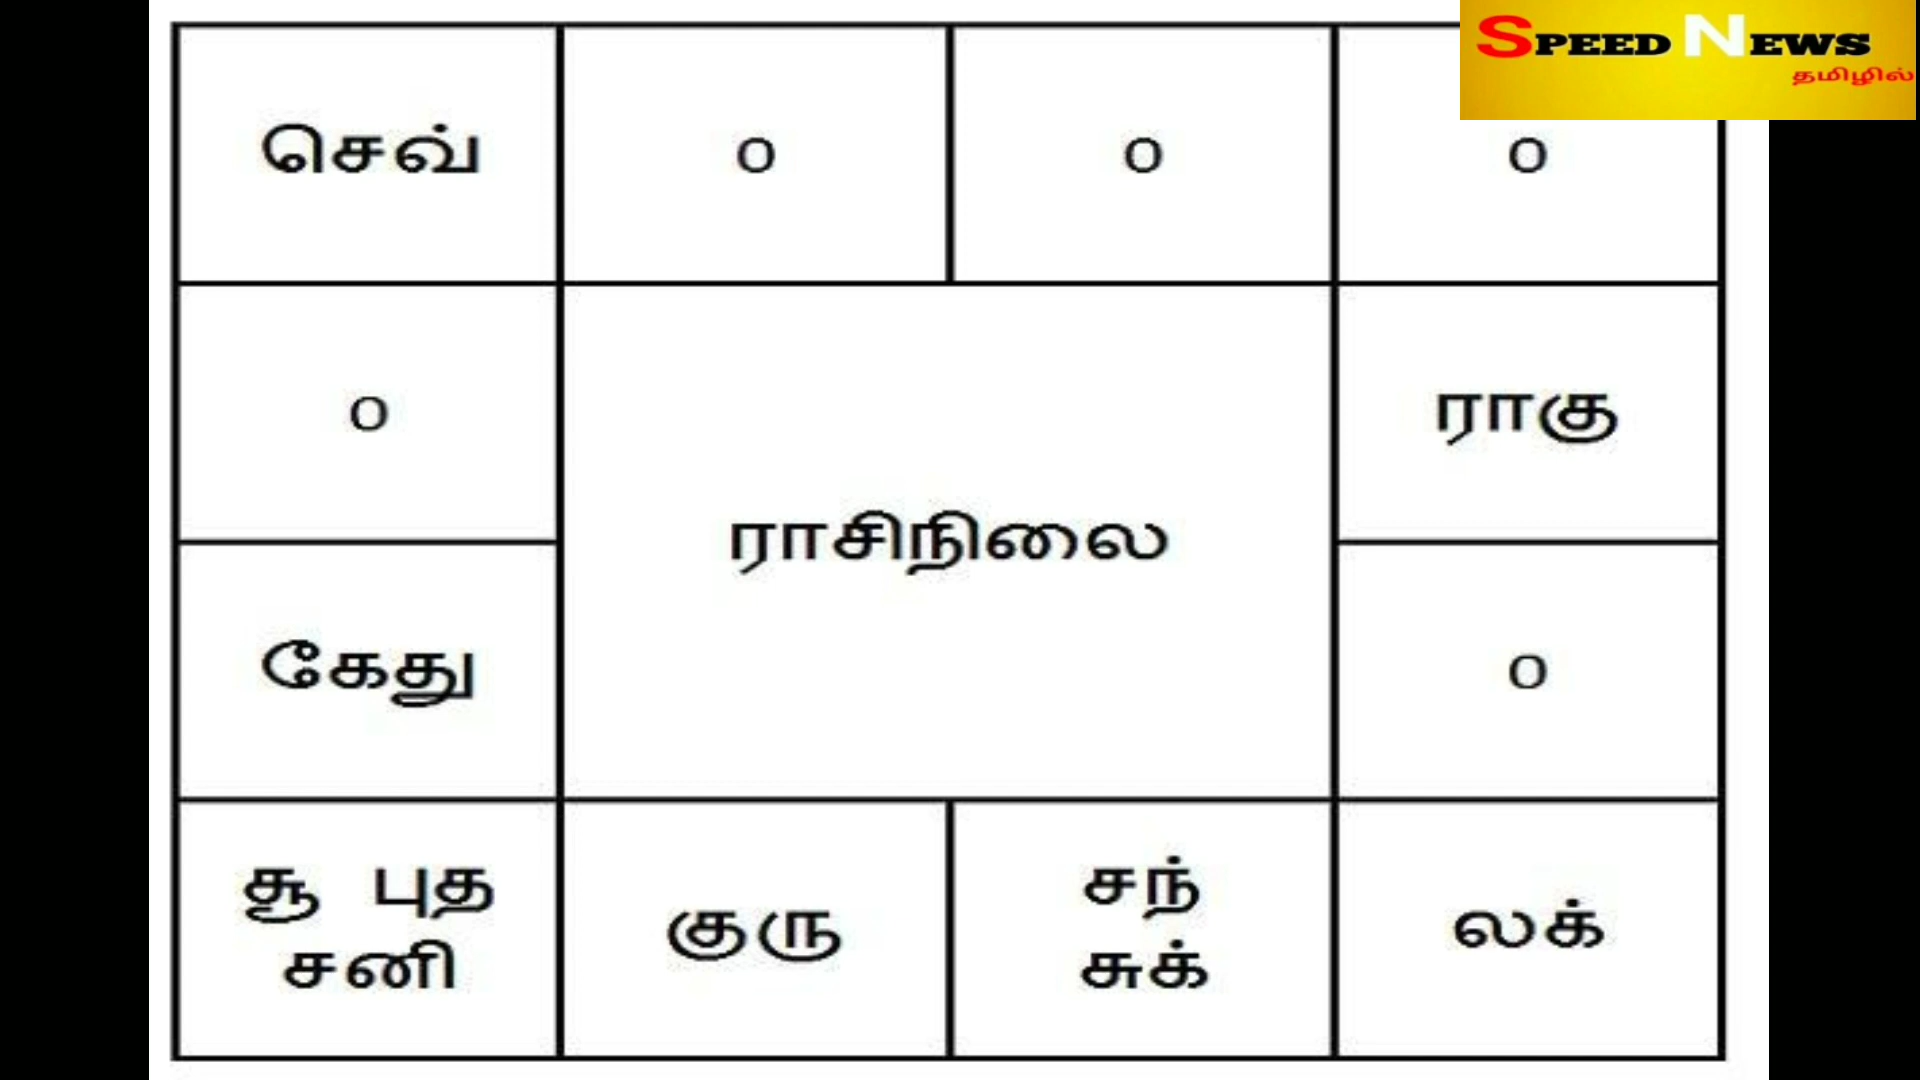 SPEED NEWS
தமிழில்
செவ்
0
0
0
0
ராகு
ராசிநிலை
கேது
0
சூ புத
சனி
குரு
சந்
சுக்
லக்